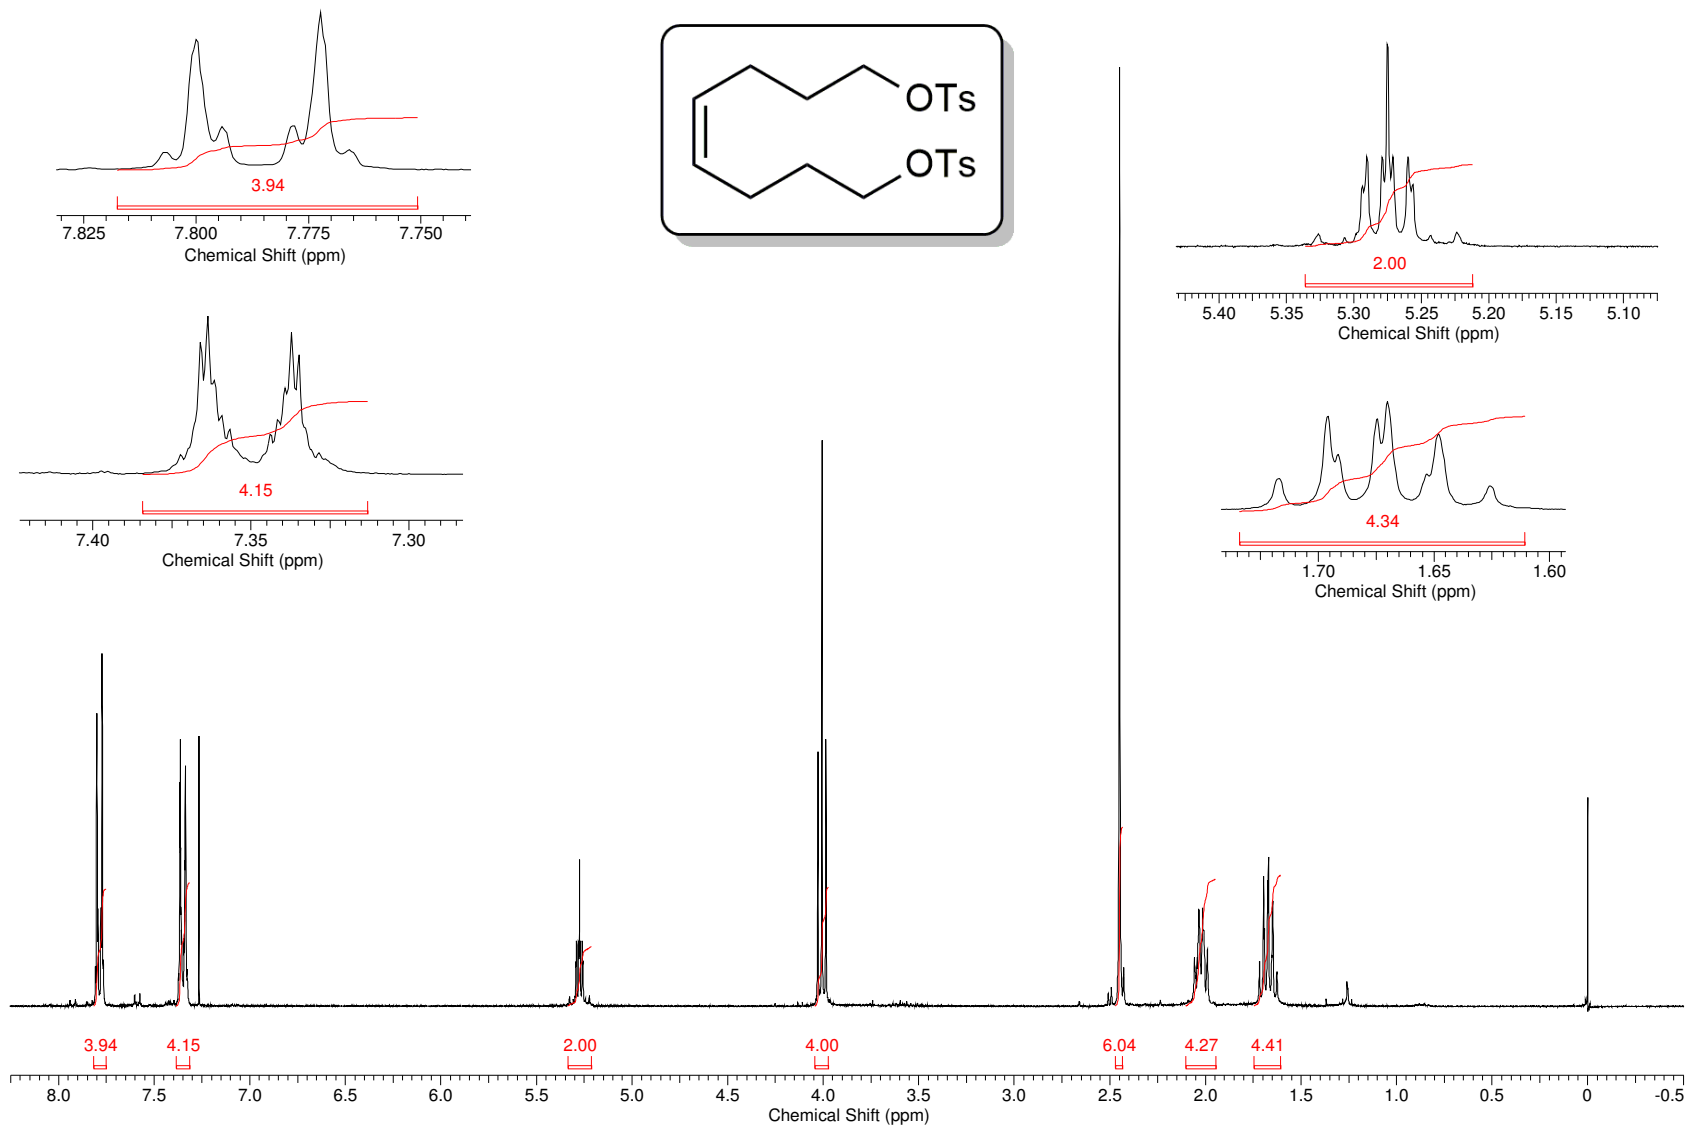 3.94
7.825 7.800 7.775 7.750
Chemical Shift (ppm)
4.15
7.40 7.35 7.30
Chemical Shift (ppm)
OTs
OTs
2.00
5.40 5.35 5.30 5.25 5.20 5.15 5.10
Chemical Shift (ppm)
4.34
1.70 1.65 1.60
Chemical Shift (ppm)
3.94 4.15 2.00 4.00 6.04 4.27 4.41
8.0 7.5 7.0 6.5 6.0 5.5 5.0 4.5 4.0 3.5 3.0 2.5 2.0 1.5 1.0 0.5 0 -0.5
Chemical Shift (ppm)